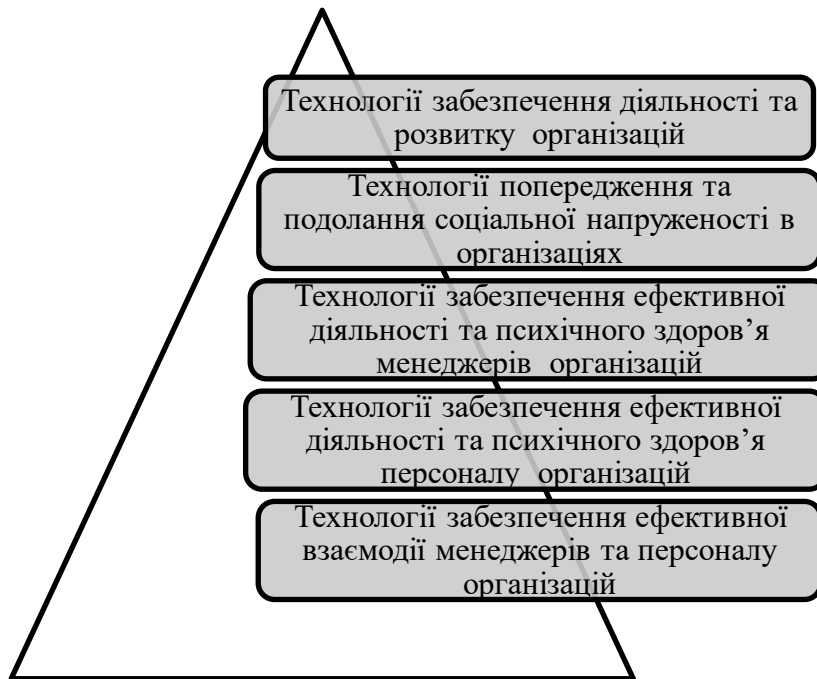 Технології забезпечення діяльності та
розвитку організацій
Технології попередження та
подолання соціальної напруженості в
організаціях
Технології забезпечення ефективної
діяльності та психічного здоров’я
менеджерів організацій
Технології забезпечення ефективної
діяльності та психічного здоров’я
персоналу організацій
Технології забезпечення ефективної
взаємодії менеджерів та персоналу
організацій